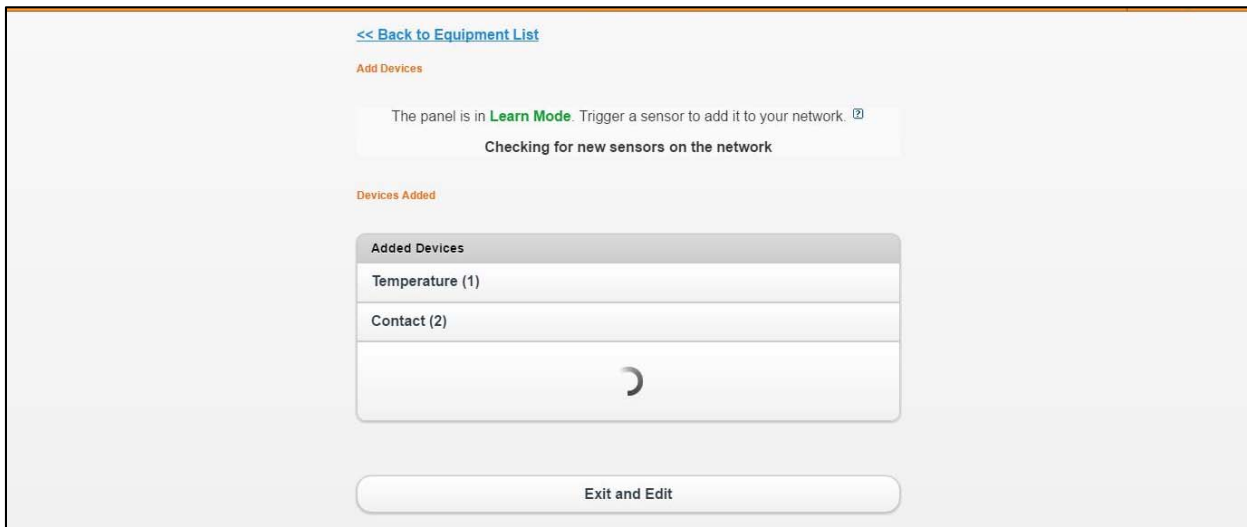 << Back to Equipment List
Add Devices
The panel is in Learn Mode. Trigger a sensor to add it to your network. ?
Checking for new sensors on the network
Devices Added
Added Devices
Temperature (1)
Contact (2)
Exit and Edit